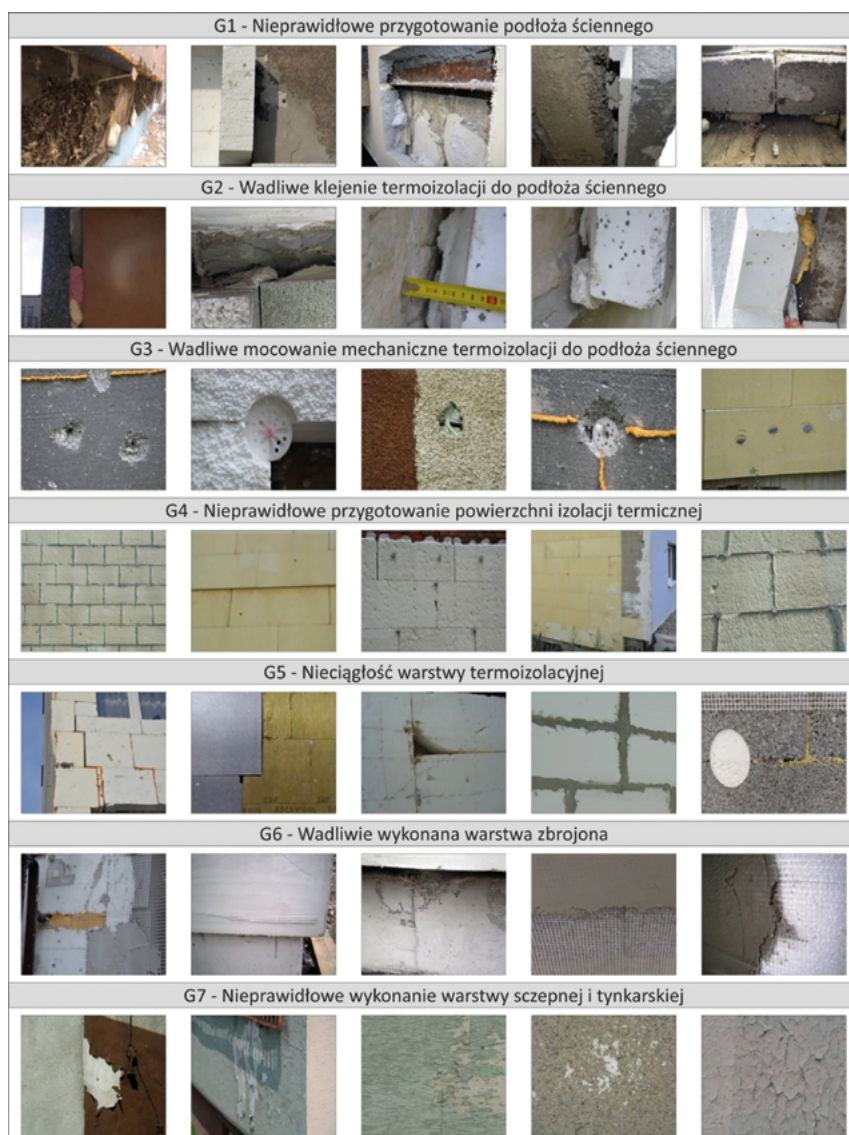 G1 - Nieprawidłowe przygotowanie podłoża ściennego
G2 - Wadliwe klejenie termoizolacji do podłoża ściennego
G3 - Wadliwe mocowanie mechaniczne termoizolacji do podłoża ściennego
G4 - Nieprawidłowe przygotowanie powierzchni izolacji termicznej
G5 - Nieciągłość warstwy termoizolacyjnej
G6 - Wadliwie wykonana warstwa zbrojona
G7 - Nieprawidłowe wykonanie warstwy sczepnej i tynkarskiej